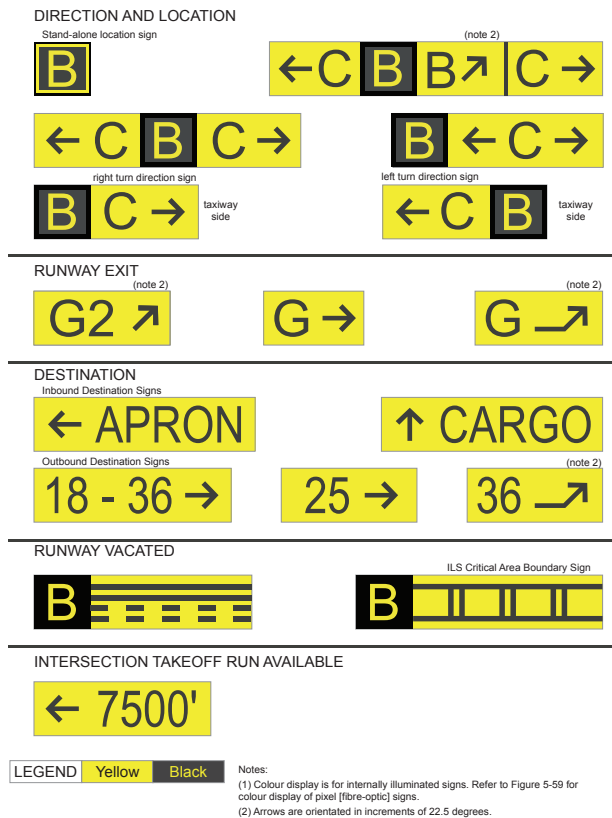 DIRECTION AND LOCATION
Stand-alone location sign
(note 2)
B
←C B B↗ C →
← C B C →
B ← C →
right turn direction sign
left turn direction sign
B C →
taxiway
side
← C B
taxiway
side
RUNWAY EXIT
(note 2)
(note 2)
G2 ↗
G →
G
DESTINATION
Inbound Destination Signs
← APRON
↑ CARGO
Outbound Destination Signs
(note 2)
18 - 36 →
25 →
36
RUNWAY VACATED
ILS Critical Area Boundary Sign
B
B
INTERSECTION TAKEOFF RUN AVAILABLE
← 7500'
LEGEND Yellow Black
Notes:
(1) Colour display is for internally illuminated signs. Refer to Figure 5-59 for
colour display of pixel [fibre-optic] signs.
(2) Arrows are orientated in increments of 22.5 degrees.